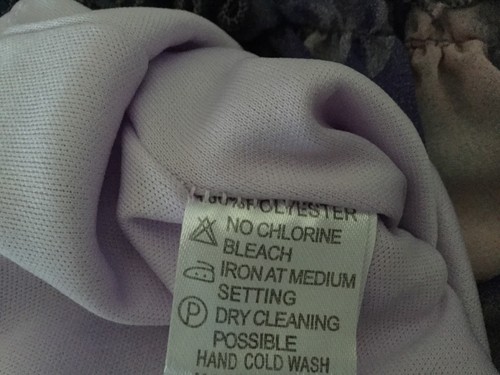 POLYESTER
NO CHLORINE
BLEACH
IRON AT MEDIUM
SETTING
P DRY CLEANING
POSSIBLE
HAND COLD WASH